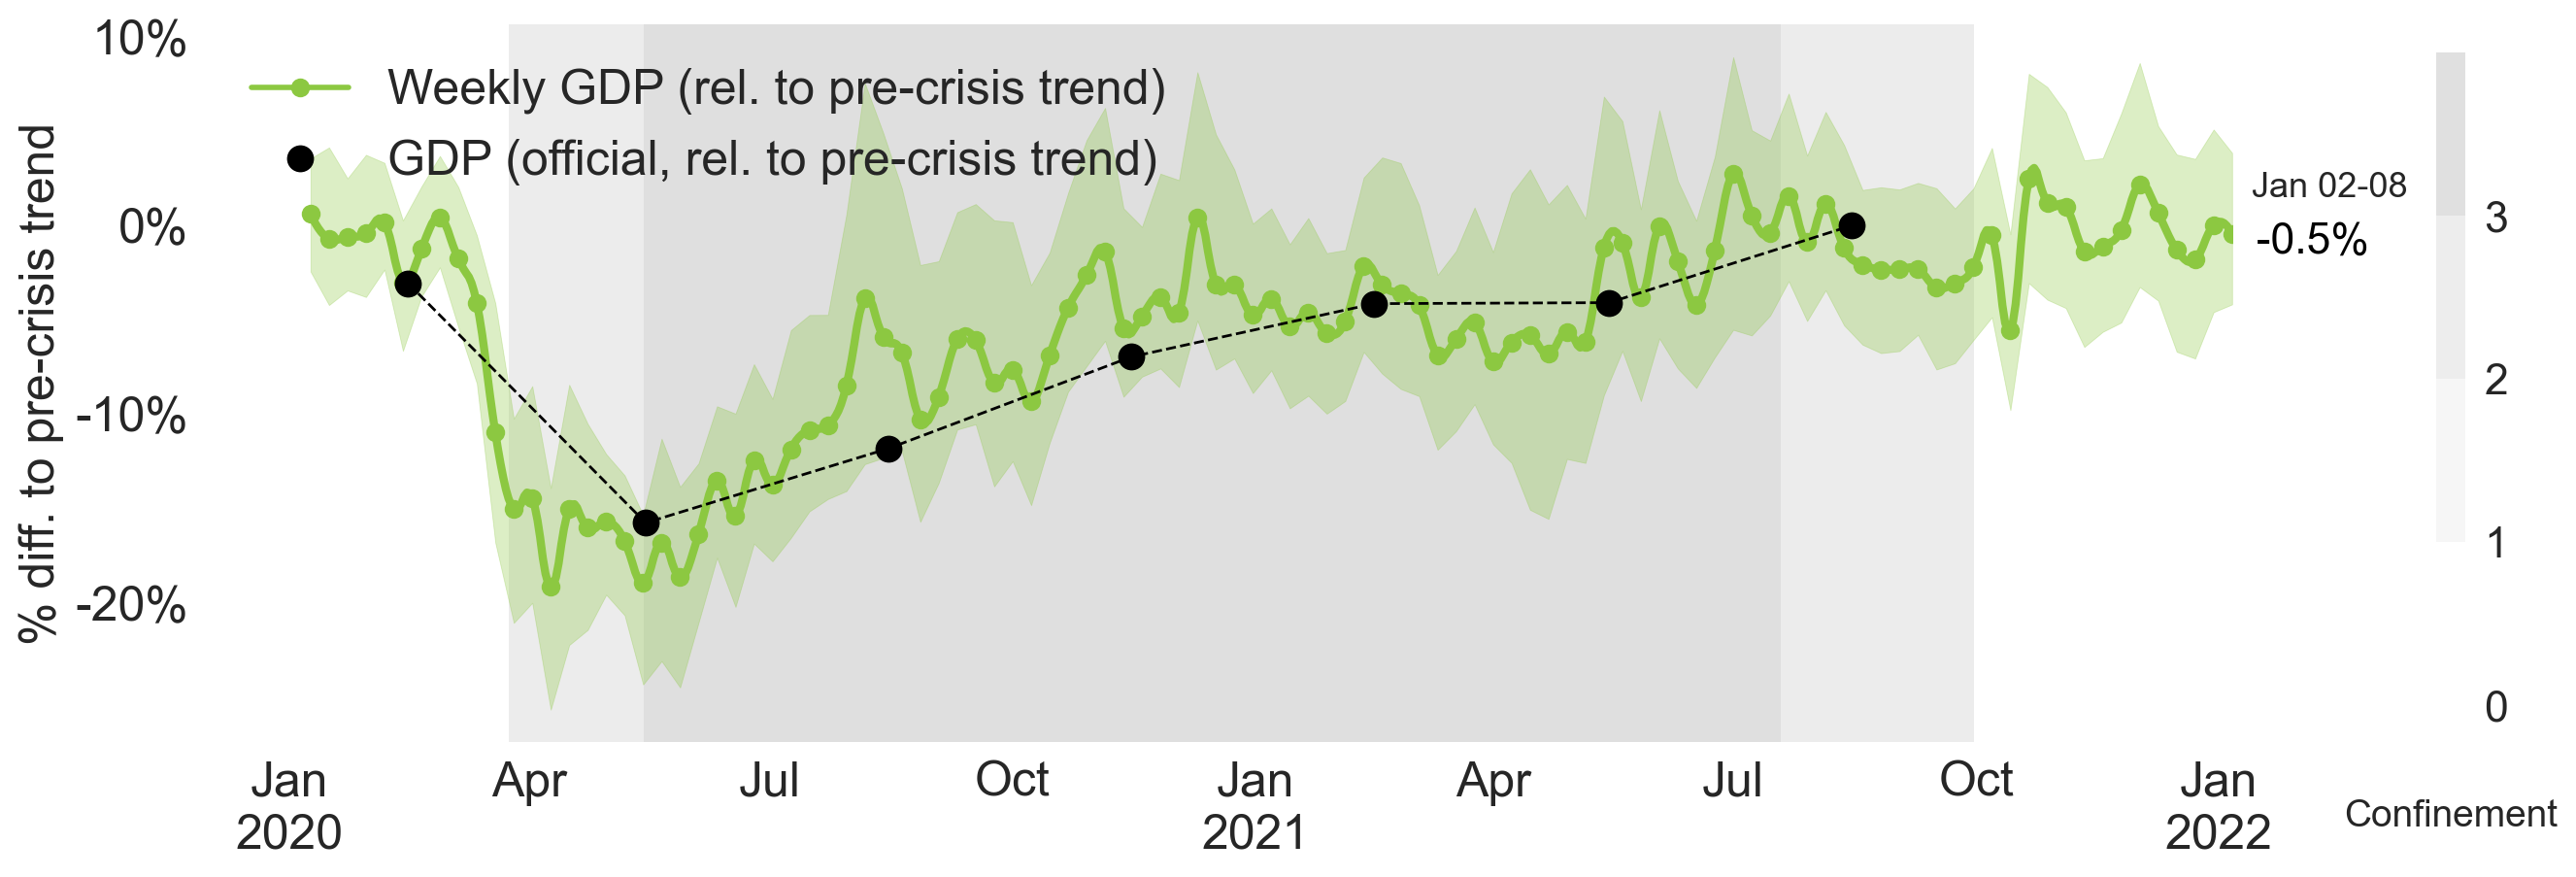 % diff. to pre-crisis trend
10%
0%
-10%
-20%
Weekly GDP (rel. to pre-crisis trend)
GDP (official, rel. to pre-crisis trend)
Jan 02-08
-0.5%
3
2
1
0
Confinement
Jan Apr Jul Oct Jan Apr Jul Oct Jan
2020 2021 2022